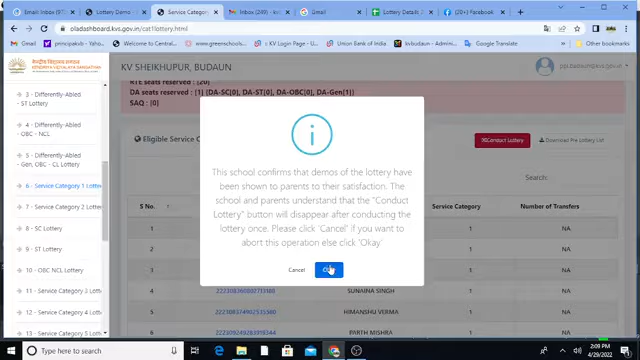 Email Inbox (97)
Lottery Demo -
Service Category
Inbox (249) -
Gmail
Lottery Details
(20+) Facebook
oladashboard.kvs.gov.in/cat1lottery.html
Gmail
YouTube
Maps
principalkvs
Welcome to Central...
www.greenschools...
KV Login Page - U...
Union Bank of India
kvbudaun - Google...
Google Translate
Other bookmarks
केन्द्रीय विद्यालय संगठन
KENDRIYA VIDYALAYA SANGATHAN
KV SHEIKHUPUR, BUDAUN
RTE seats reserved : [20]
DA seats reserved : [1] (DA-SC(0), DA-ST(0), DA-OBC(0), DA-Gen(1))
SAQ : [0]
3 - Differently-Abled
- ST Lottery
4 - Differently-Abled
- OBC - NCL
5 - Differently-Abled
- Gen, OBC - CL Lottery
6 - Service Category 1 Lottery
7 - Service Category 2 Lottery
8 - SC Lottery
9 - ST Lottery
10 - OBC NCL Lottery
11 - Service Category 3
12 - Service Category 4
13 - Service Category 5
Eligible Service
Conduct Lottery
Download Pre Lottery List
Search:
S No.
Service Category
Number of Transfers
1
1
NA
2
1
NA
3
1
NA
4
SUNAINA SINGH
1
NA
5
HIMANSHU VERMA
1
NA
6
PARTH MISHRA
1
NA
This school confirms that demos of the lottery have
been shown to parents to their satisfaction. The
school and parents understand that the "Conduct
Lottery" button will disappear after conducting the
lottery once. Please click 'Cancel' if you want to
abort this operation else click 'Okay'
Cancel
Type here to search
2:09 PM
4/29/2022